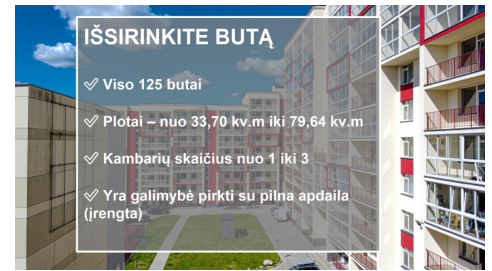 IŠSIRINKITE BUTĄ
✓ Viso 125 butai
✓ Plotai – nuo 33,70 kv.m iki 79,64 kv.m
✓ Kambarių skaičius nuo 1 iki 3
✓ Yra galimybė pirkti su pilna apdaila
(įrengta)